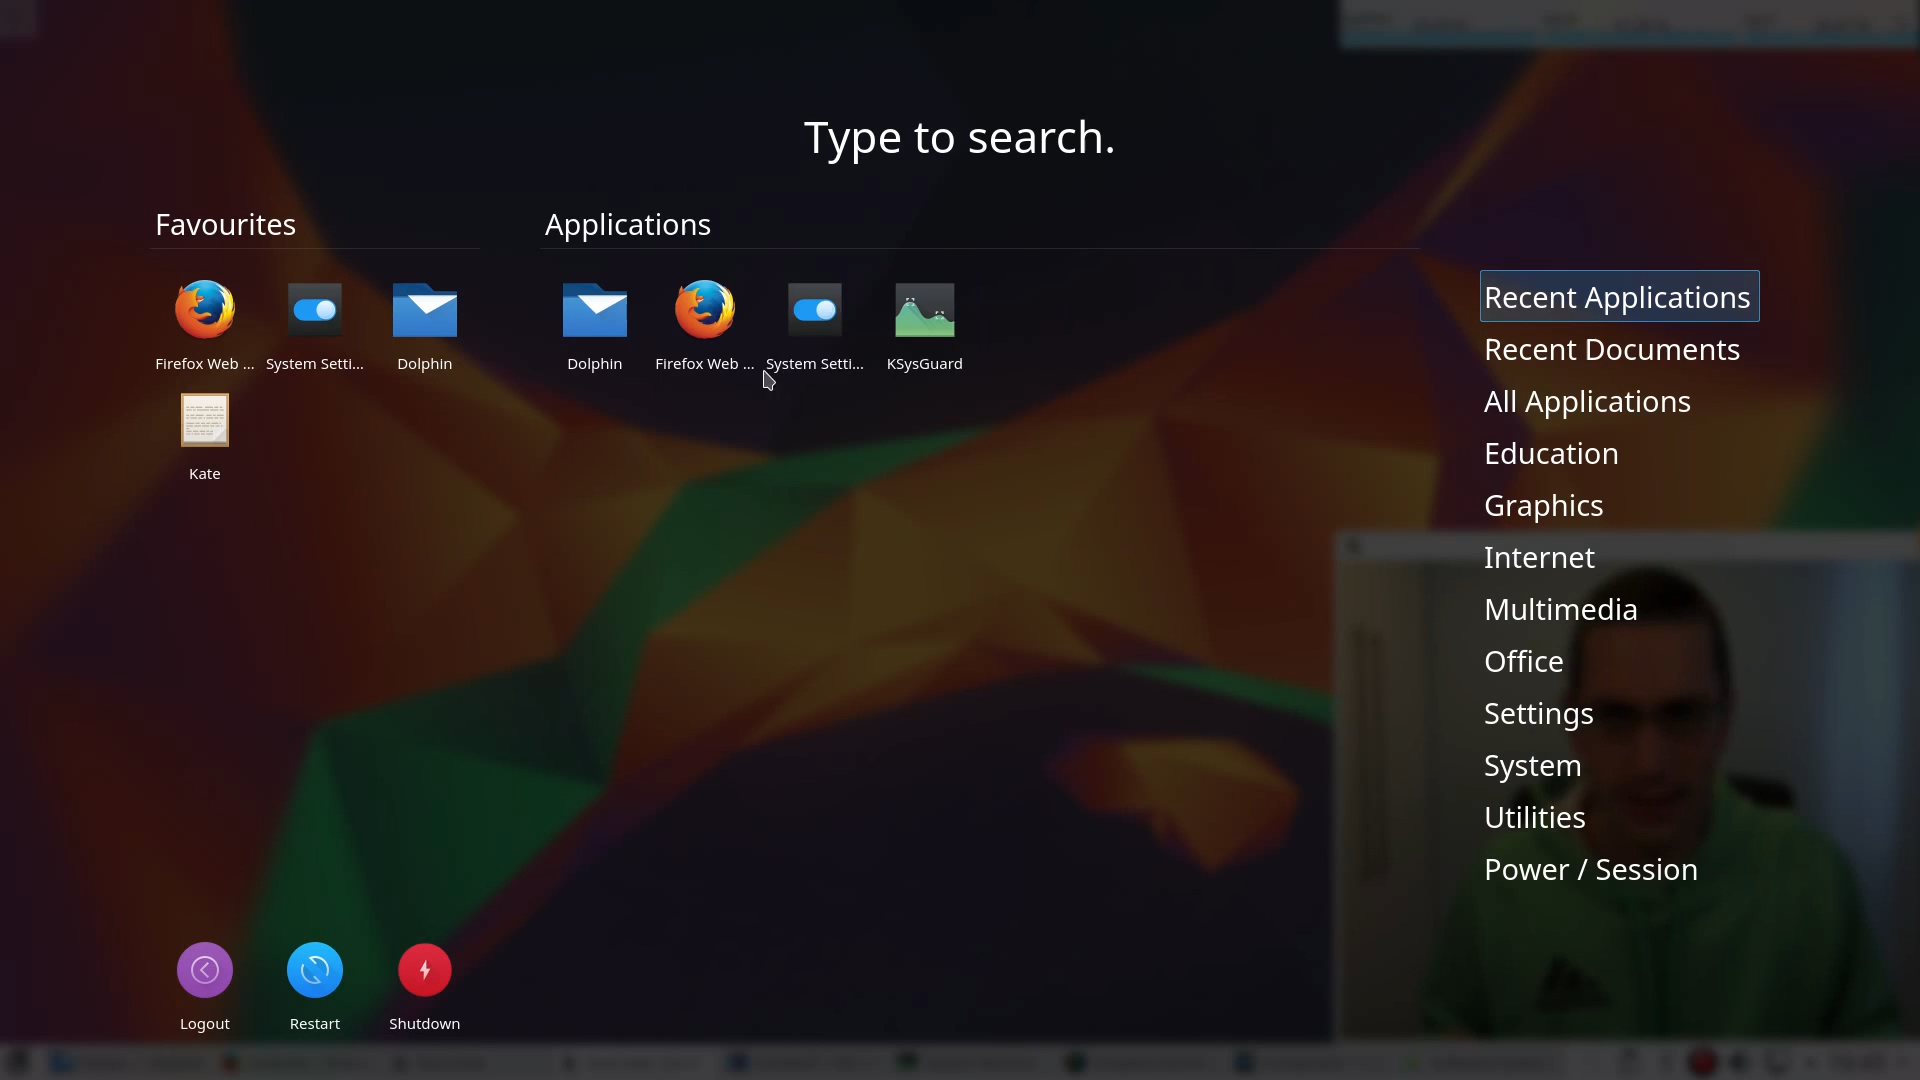 Type to search.
Favourites
Applications
Firefox Web ...
System Setti...
Dolphin
Kate
Dolphin
Firefox Web ...
System Setti...
KSysGuard
Recent Applications
Recent Documents
All Applications
Education
Graphics
Internet
Multimedia
Office
Settings
System
Utilities
Power / Session
Logout
Restart
Shutdown